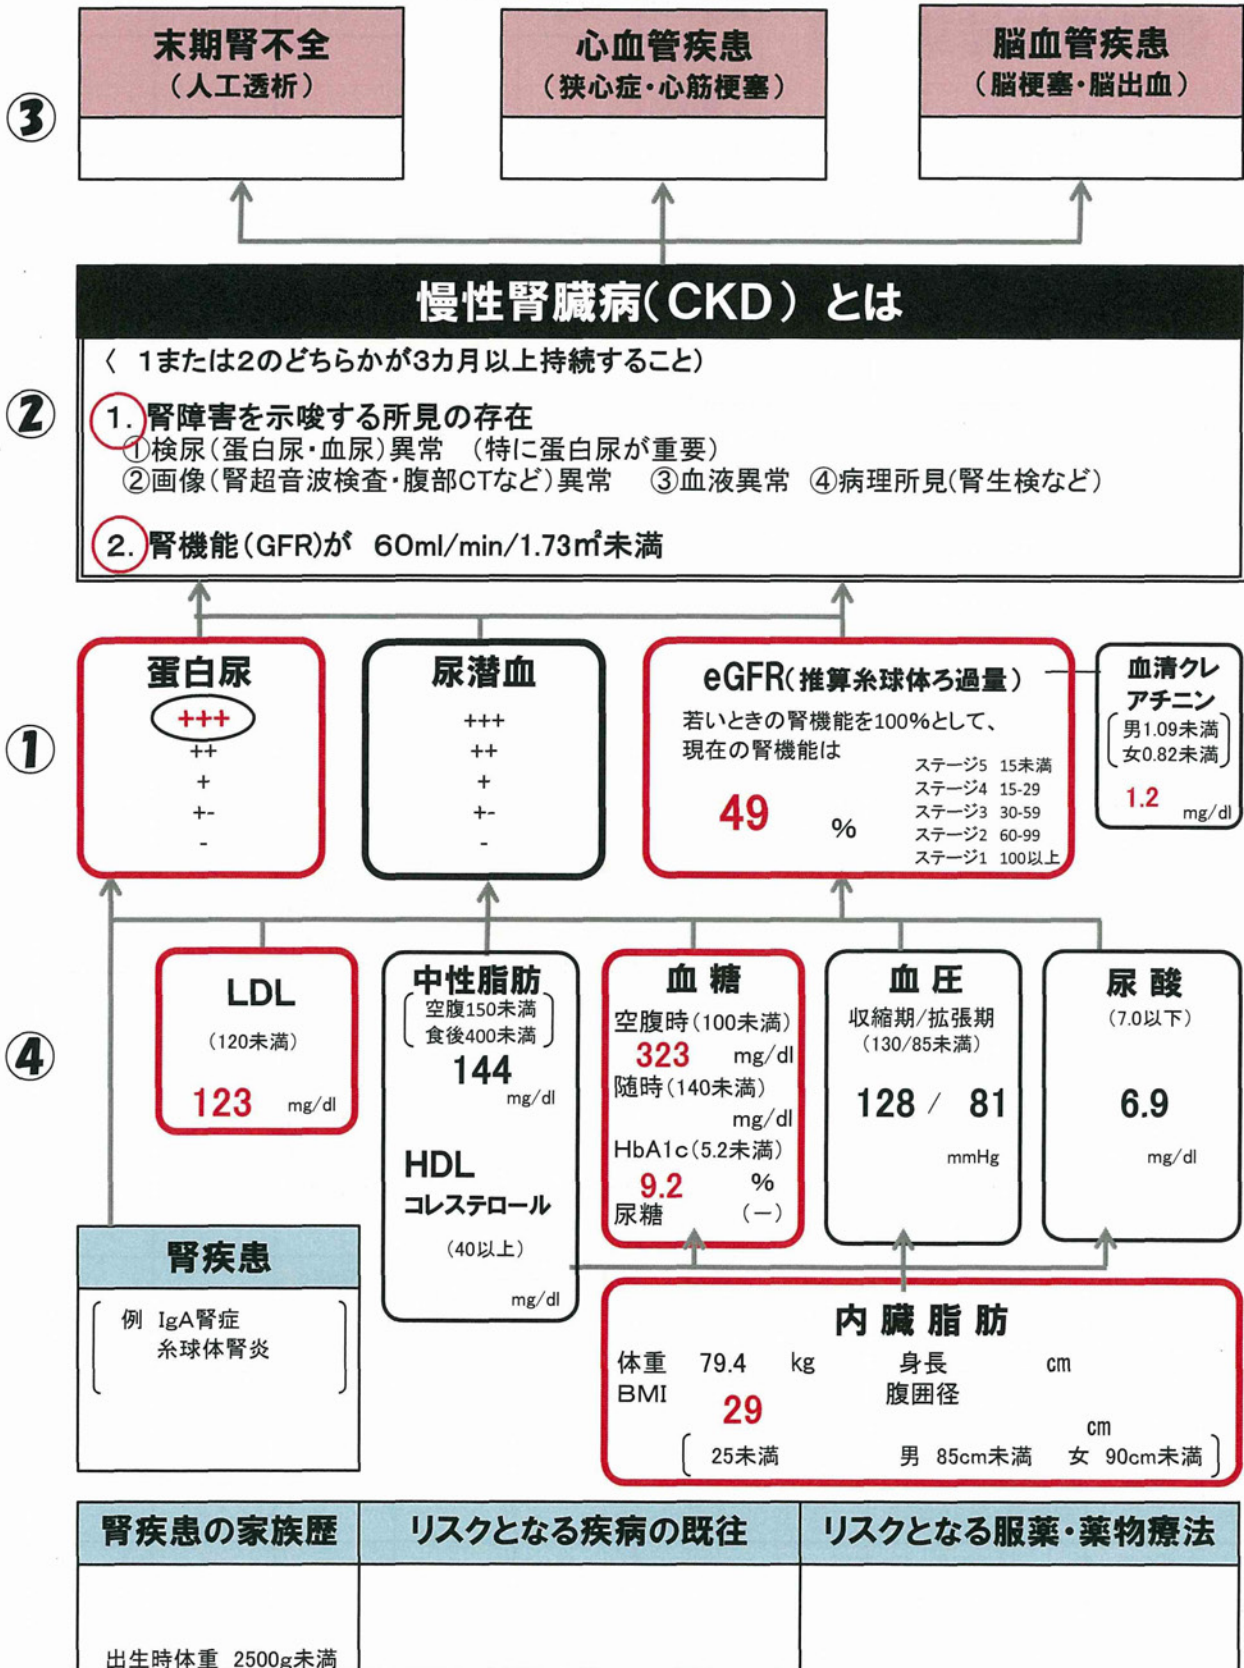 ③
末期腎不全
（人工透析）
心血管疾患
（狭心症・心筋梗塞）
脳血管疾患
（脳梗塞・脳出血）
慢性腎臓病（CKD） とは
②
〈 1または2のどちらかが3カ月以上持続すること）
1. 腎障害を示唆する所見の存在
①検尿（蛋白尿・血尿）異常 （特に蛋白尿が重要）
②画像（腎超音波検査・腹部CTなど）異常 ③血液異常 ④病理所見（腎生検など）
2. 腎機能（GFR)が 60ml/min/1.73㎡未満
①
蛋白尿
+++
++
+
+-
-
尿潜血
+++
++
+
+-
-
eGFR（推算糸球体ろ過量）
若いときの腎機能を100%として、
現在の腎機能は
49 %
ステージ5 15未満
ステージ4 15-29
ステージ3 30-59
ステージ2 60-99
ステージ1 100以上
血清クレ
アチニン
男1.09未満
女0.82未満
1.2 mg/dl
④
LDL
（120未満）
123 mg/dl
中性脂肪
空腹150未満
食後400未満
144
mg/dl
HDL
コレステロール
（40以上）
mg/dl
血糖
空腹時（100未満）
323 mg/dl
随時（140未満）
mg/dl
HbA1c（5.2未満）
9.2 %
尿糖 （－）
血圧
収縮期/拡張期
（130/85未満）
128 / 81
mmHg
尿酸
（7.0以下）
6.9
mg/dl
腎疾患
例 IgA腎症
糸球体腎炎
内臓脂肪
体重 79.4 kg 身長 cm
BMI 29 腹囲径
cm
25未満 男 85cm未満 女 90cm未満
腎疾患の家族歴
リスクとなる疾病の既往
リスクとなる服薬・薬物療法
出生時体重 2500g未満